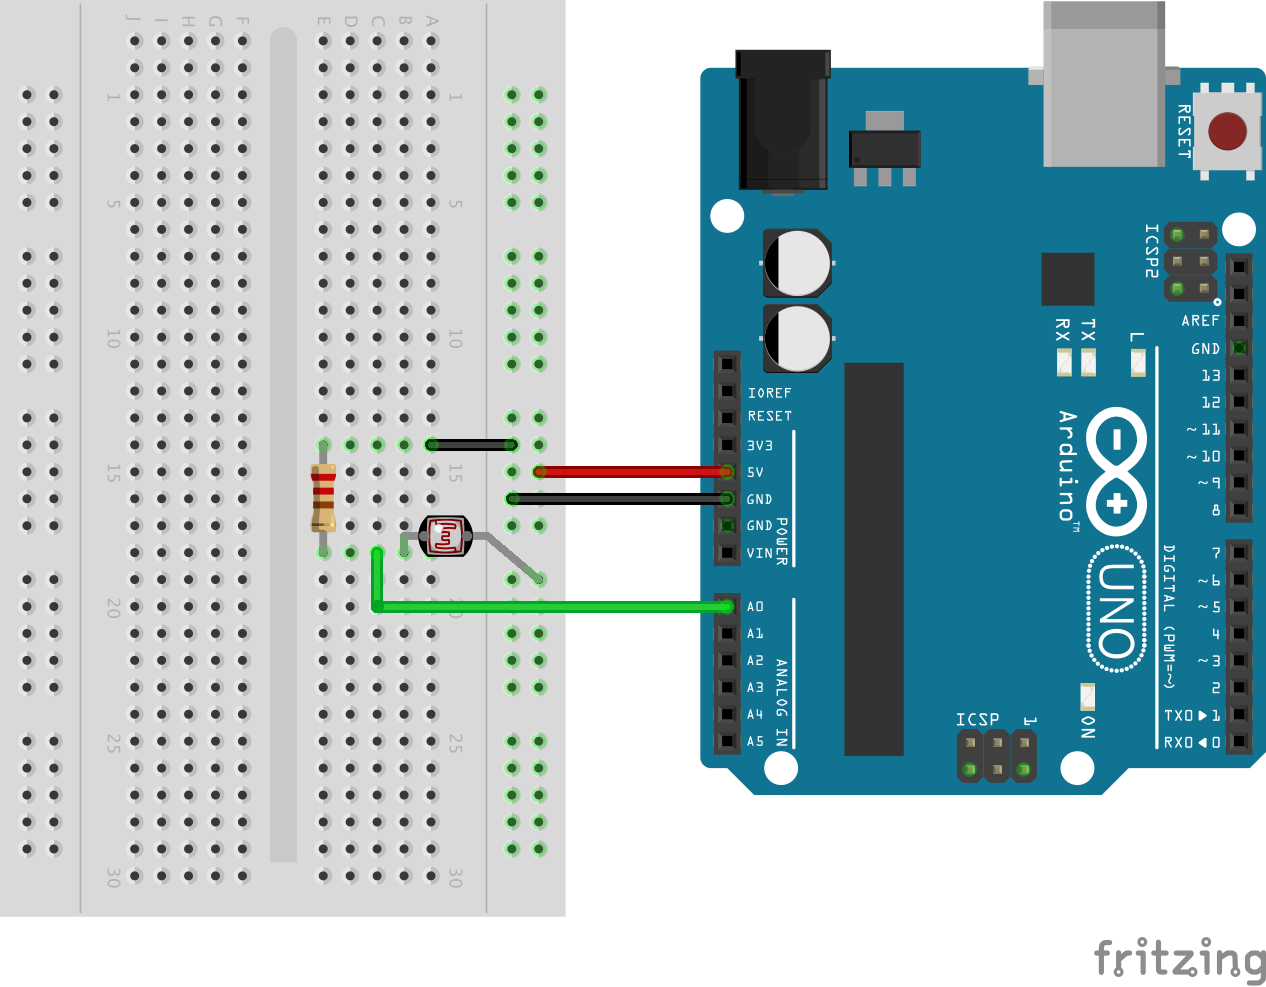 J I H G F E D C B A
1 1
5 5
10 10
15 15
20
25 25
30 30
RESET
ICSP2
AREF
GND
13
12
~11
~10
~9
8
7
~6
~5
4
~3
2
TX0 1
RX0 0
DIGITAL (PWM=~)
RX TX L
Arduino™
UNO
ON
IOREF
RESET
3V3
5V
GND
GND
VIN
POWER
A0
A1
A2
A3
A4
A5
ANALOG IN
ICSP 1
fritzing